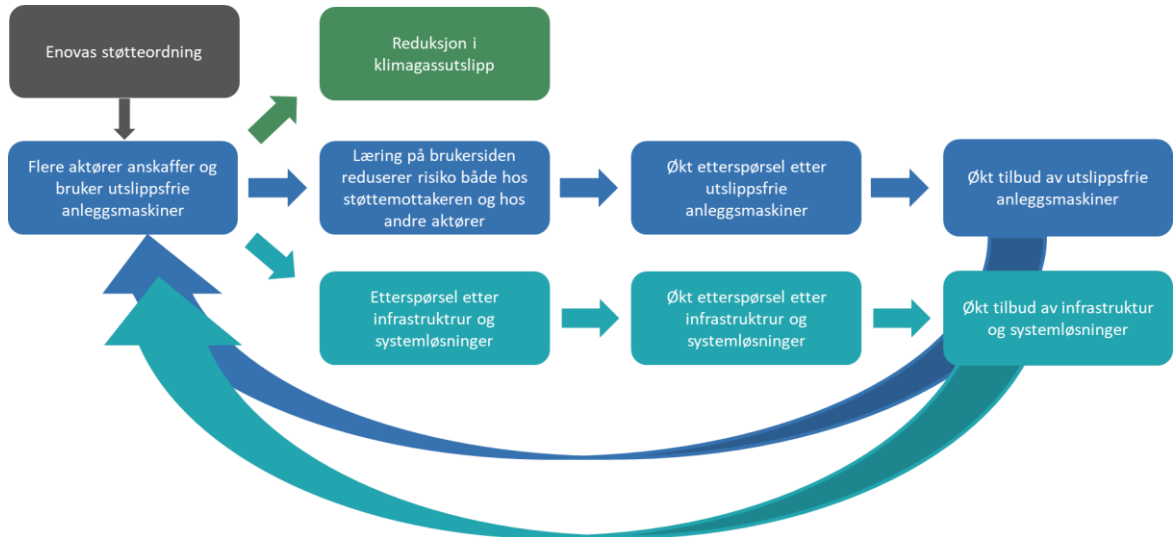 Enovas støtteordning
Reduksjon i
klimagassutslipp
Flere aktører anskaffer og
bruker utslippsfrie
anleggsmaskiner
Læring på brukersiden
reduserer risiko både hos
støttemottakeren og hos
andre aktører
Økt etterspørsel etter
utslippsfrie
anleggsmaskiner
Økt tilbud av utslippsfrie
anleggsmaskiner
Etterspørsel etter
infrastruktrur og
systemløsninger
Økt etterspørsel etter
infrastruktrur og
systemløsninger
Økt tilbud av infrastruktur
og systemløsninger